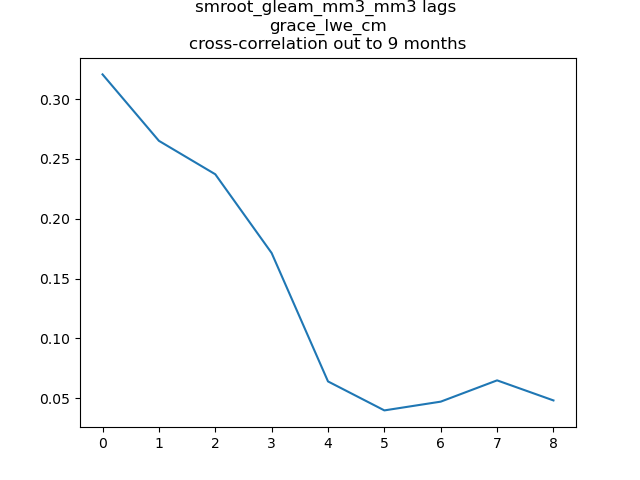 smroot_gleam_mm3_mm3 lags
grace_lwe_cm
cross-correlation out to 9 months
0.30
0.25
0.20
0.15
0.10
0.05
0 1 2 3 4 5 6 7 8